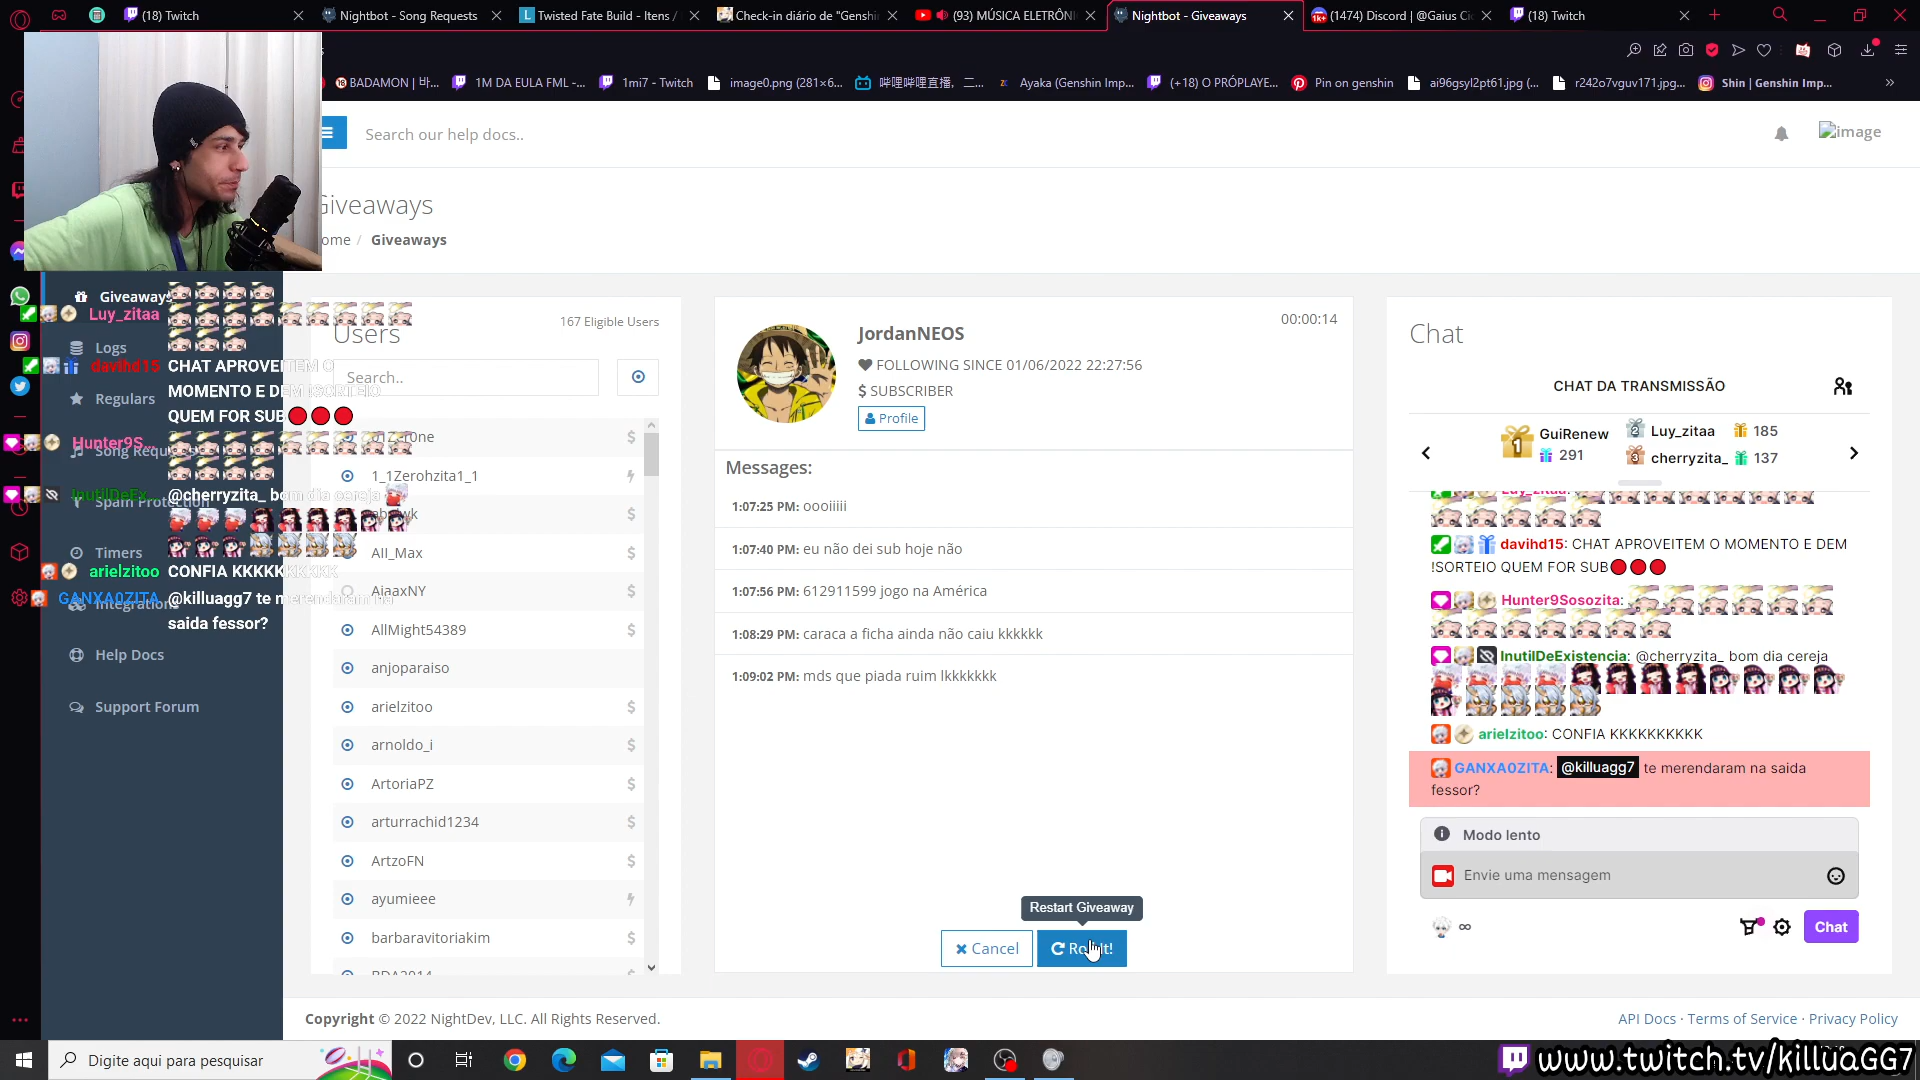 (18) Twitch
Nightbot - Song Requests
Twisted Fate Build - Itens /
Check-in diário de "Genshi
(93) MÚSICA ELETRÔNI
Nightbot - Giveaways
(1474) Discord | @Gaius Ci
(18) Twitch
BADAMON | 바...
1M DA EULA FML -...
1mi7 - Twitch
image0.png (281×6...
哔哩哔哩直播，二...
Ayaka (Genshin Imp...
(+18) O PRÓPLAYE...
Pin on genshin
ai96gsyl2pt61.jpg (...
r242o7vguv171.jpg...
Shin | Genshin Imp...
Search our help docs..
image
Giveaways
ome / Giveaways
Giveaways
Logs
Regulars
Song Requests
Spam Protection
Timers
Integrations
Help Docs
Support Forum
Luy_zitaa
davihd15 CHAT APROVEITEM O
MOMENTO E DEM !SORTEIO
QUEM FOR SUB
Hunter9S...
InutilDeEx... @cherryzita_ bom dia cereja
arielzitoo CONFIA KKKKKKKKKK
GANXA0ZITA @killuagg7 te merendaram na
saida fessor?
Users
167 Eligible Users
Search..
01Zer0ne
1_1Zerohzita1_1
All_Max
AjaaxNY
AllMight54389
anjoparaiso
arielzitoo
arnoldo_i
ArtoriaPZ
arturrachid1234
ArtzoFN
ayumieee
barbaravitoriakim
BDA2014
JordanNEOS
00:00:14
FOLLOWING SINCE 01/06/2022 22:27:56
$ SUBSCRIBER
Profile
Messages:
1:07:25 PM: oooiiiii
1:07:40 PM: eu não dei sub hoje não
1:07:56 PM: 612911599 jogo na América
1:08:29 PM: caraca a ficha ainda não caiu kkkkkk
1:09:02 PM: mds que piada ruim lkkkkkkk
Restart Giveaway
Cancel
Roll It!
Chat
CHAT DA TRANSMISSÃO
1 GuiRenew 291
2 Luy_zitaa 185
3 cherryzita_ 137
Luy_zitaa:
davihd15: CHAT APROVEITEM O MOMENTO E DEM
!SORTEIO QUEM FOR SUB
Hunter9Sosozita:
InutilDeExistencia: @cherryzita_ bom dia cereja
arielzitoo: CONFIA KKKKKKKKKK
GANXA0ZITA: @killuagg7 te merendaram na saida
fessor?
Modo lento
Envie uma mensagem
∞
Chat
Copyright © 2022 NightDev, LLC. All Rights Reserved.
API Docs · Terms of Service · Privacy Policy
Digite aqui para pesquisar
www.twitch.tv/killuaGG7